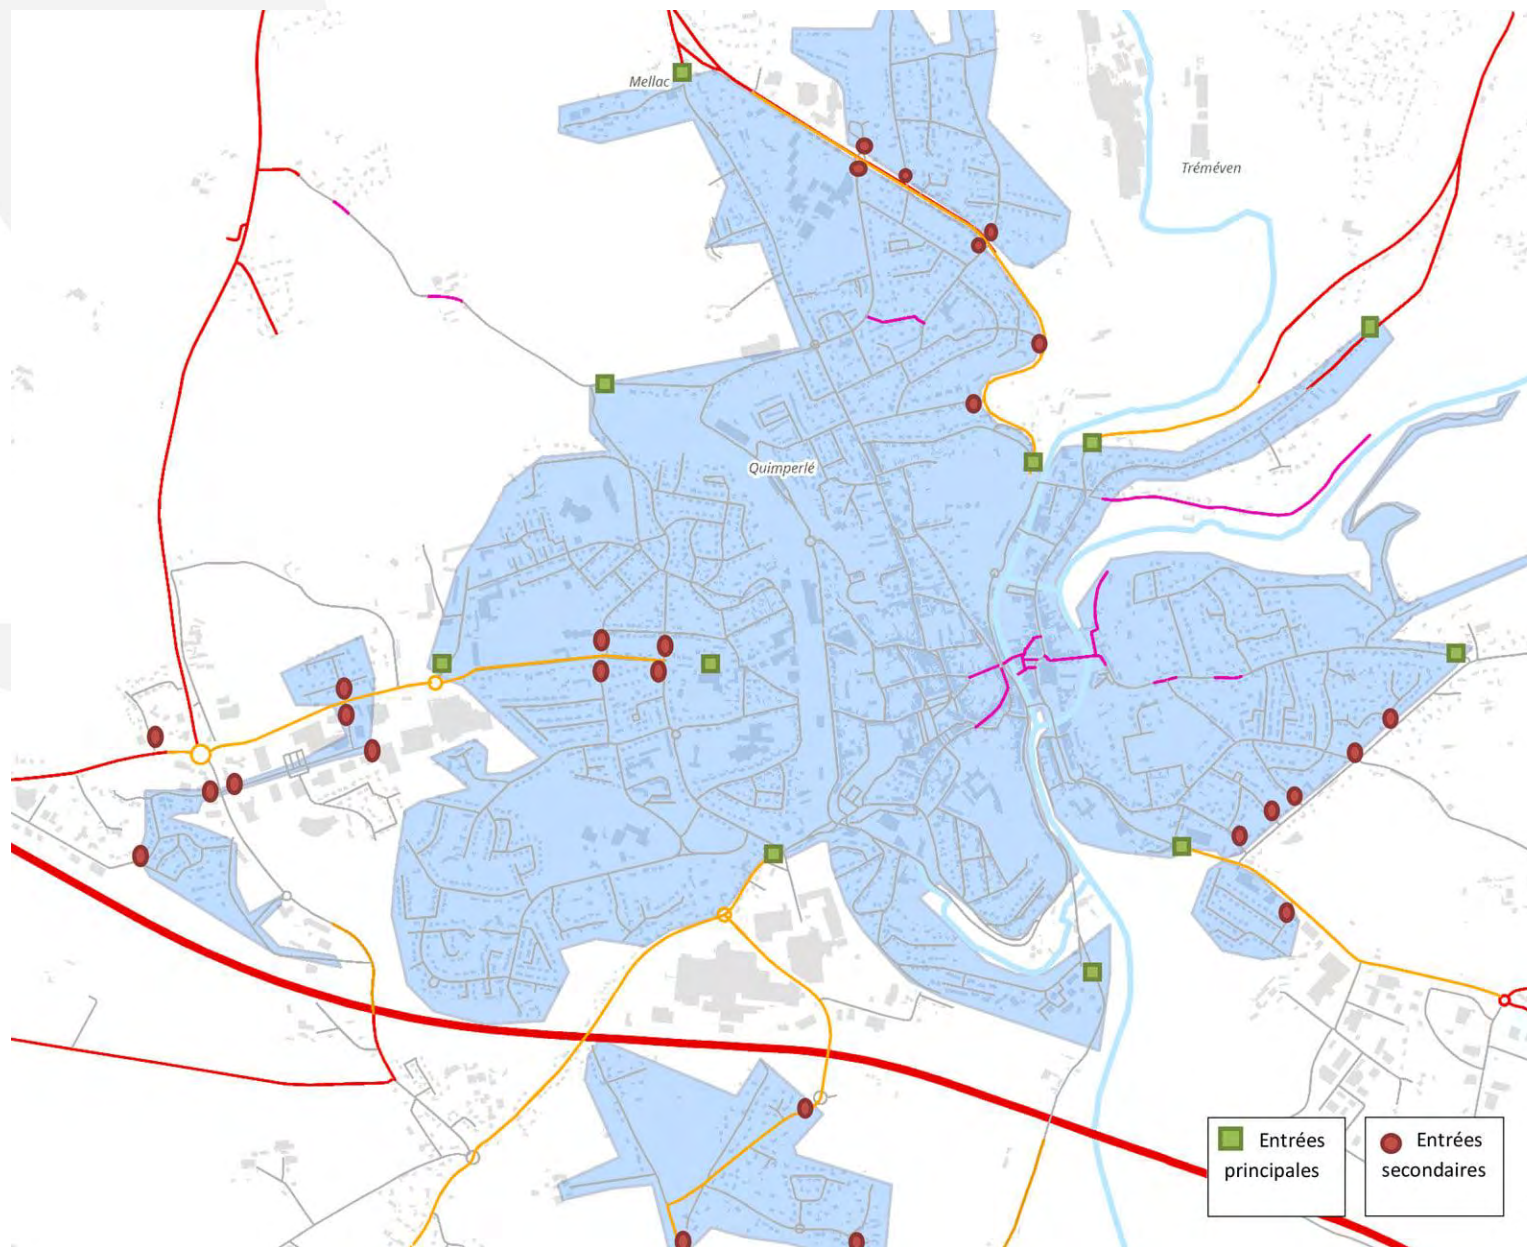 Mellac
Tréméven
Quimperlé
Entrées
principales
Entrées
secondaires